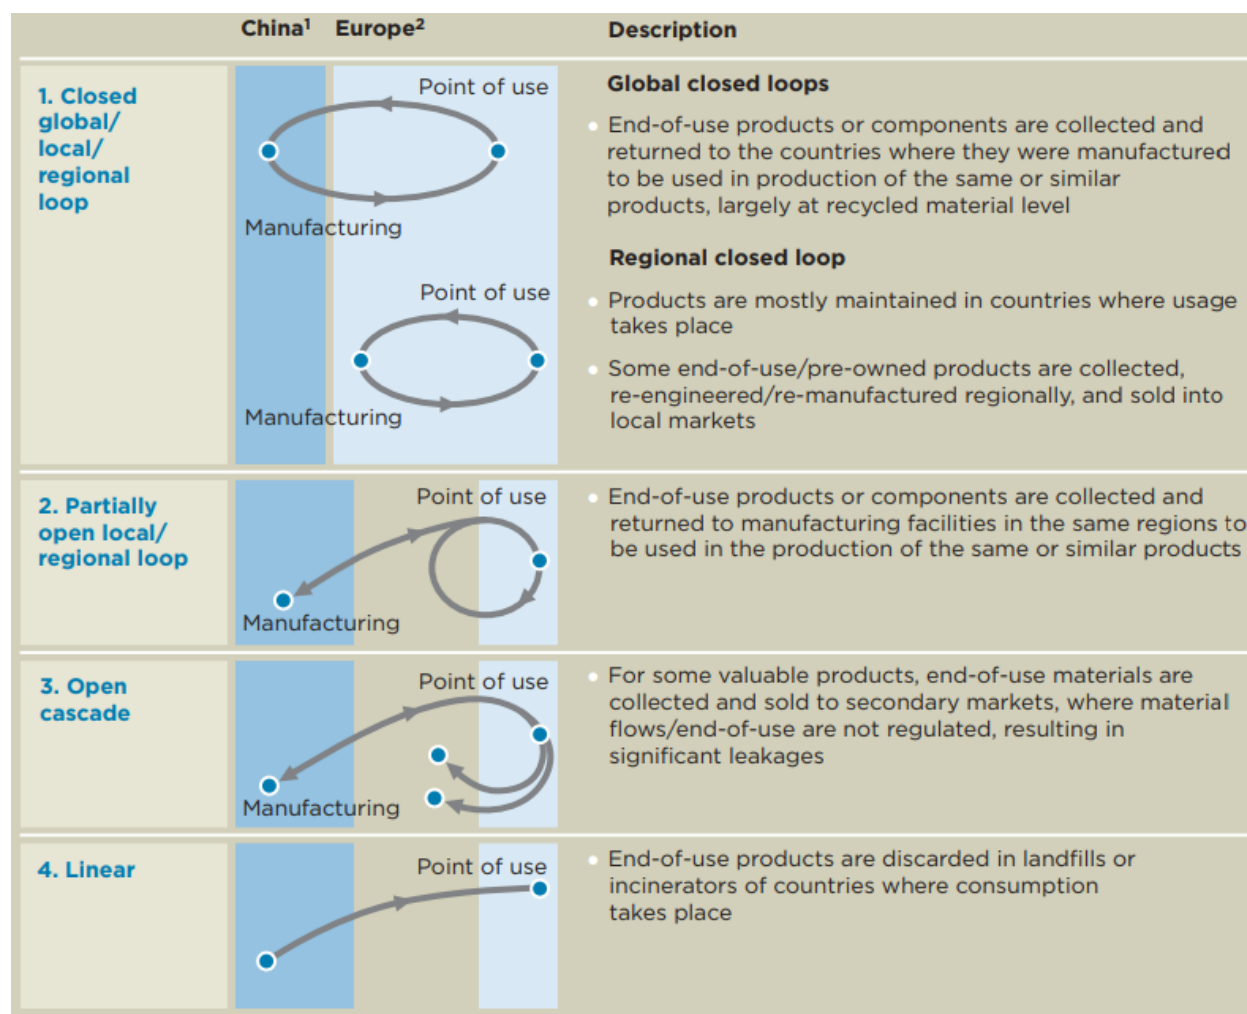 China¹ Europe² Description
1. Closed
global/
local/
regional
loop
Point of use
Manufacturing
Point of use
Manufacturing
Global closed loops
End-of-use products or components are collected and
returned to the countries where they were manufactured
to be used in production of the same or similar
products, largely at recycled material level
Regional closed loop
Products are mostly maintained in countries where usage
takes place
Some end-of-use/pre-owned products are collected,
re-engineered/re-manufactured regionally, and sold into
local markets
2. Partially
open local/
regional loop
Point of use
Manufacturing
End-of-use products or components are collected and
returned to manufacturing facilities in the same regions to
be used in the production of the same or similar products
3. Open
cascade
Point of use
Manufacturing
For some valuable products, end-of-use materials are
collected and sold to secondary markets, where material
flows/end-of-use are not regulated, resulting in
significant leakages
4. Linear
Point of use
End-of-use products are discarded in landfills or
incinerators of countries where consumption
takes place